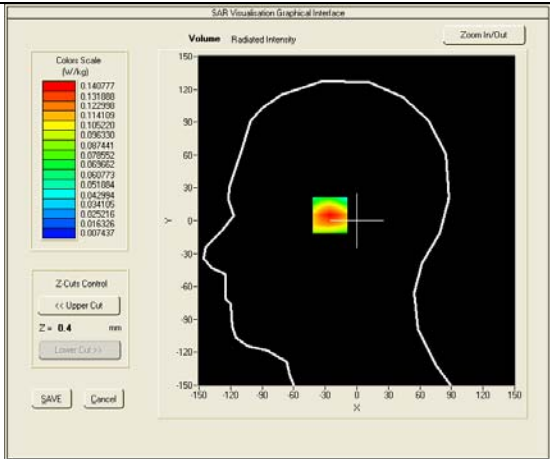 SAR Visualisation Graphical Interface
Volume Radiated Intensity
Zoom In/Out
Colors Scale
(W/kg)
0.140777
0.131888
0.122998
0.114109
0.105220
0.096330
0.087441
0.078552
0.069662
0.060773
0.051884
0.042994
0.034105
0.025216
0.016326
0.007437
Z-Cuts Control
<< Upper Cut
Z = 0.4 mm
Lower Cut >>
SAVE Cancel
150
120
90
60
30
0
-30
-60
-90
-120
-150
Y
-150 -120 -90 -60 -30 0 30 60 90 120 150
X